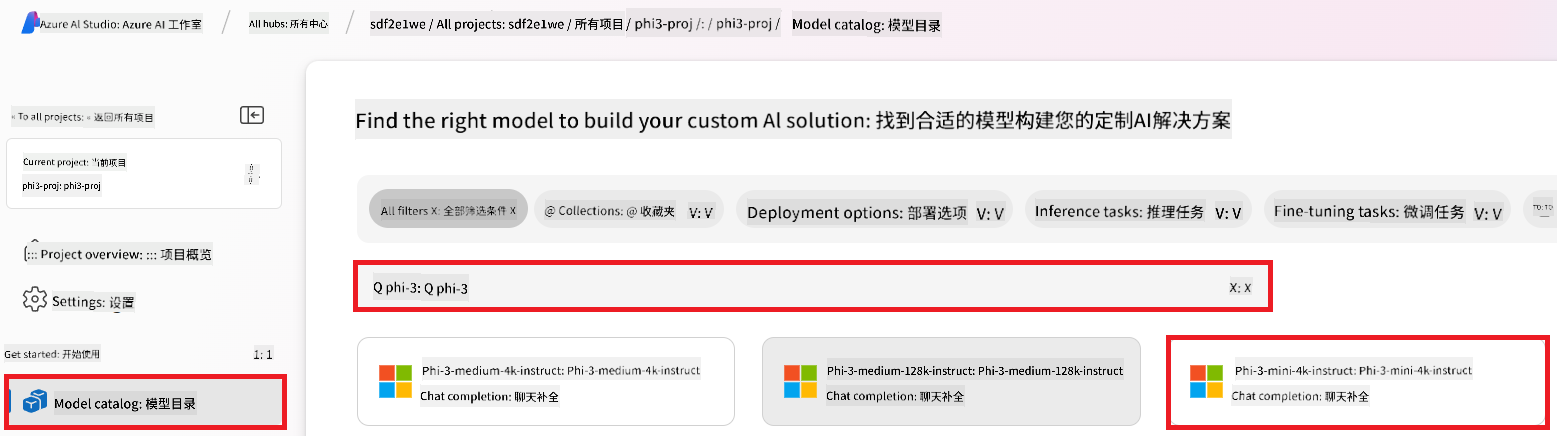 Azure AI Studio: Azure AI 工作室 / All hubs: 所有中心 / sdf2e1we / All projects: sdf2e1we / 所有项目 / phi3-proj /: / phi3-proj / Model catalog: 模型目录
« To all projects: « 返回所有项目
Current project: 当前项目
phi3-proj: phi3-proj
::: Project overview: ::: 项目概览
Settings: 设置
Get started: 开始使用 1: 1
Model catalog: 模型目录
Find the right model to build your custom AI solution: 找到合适的模型构建您的定制AI解决方案
All filters X: 全部筛选条件 X
@ Collections: @ 收藏夹 V: V
Deployment options: 部署选项 V: V
Inference tasks: 推理任务 V: V
Fine-tuning tasks: 微调任务 V: V
TO: TO
Q phi-3: Q phi-3 X: X
Phi-3-medium-4k-instruct: Phi-3-medium-4k-instruct
Chat completion: 聊天补全
Phi-3-medium-128k-instruct: Phi-3-medium-128k-instruct
Chat completion: 聊天补全
Phi-3-mini-4k-instruct: Phi-3-mini-4k-instruct
Chat completion: 聊天补全